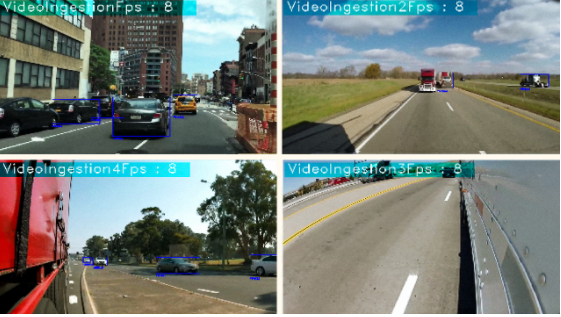 VideoIngestionFps : 8
VideoIngestion2Fps : 8
VideoIngestion4Fps : 8
VideoIngestion3Fps : 8